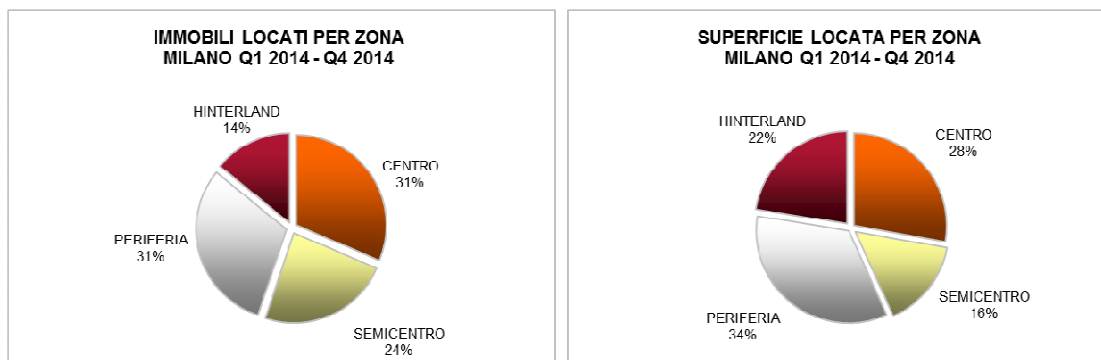 IMMOBILI LOCATI PER ZONA
MILANO Q1 2014 - Q4 2014
HINTERLAND
14%
CENTRO
31%
PERIFERIA
31%
SEMICENTRO
24%
SUPERFICIE LOCATA PER ZONA
MILANO Q1 2014 - Q4 2014
HINTERLAND
22%
CENTRO
28%
SEMICENTRO
16%
PERIFERIA
34%